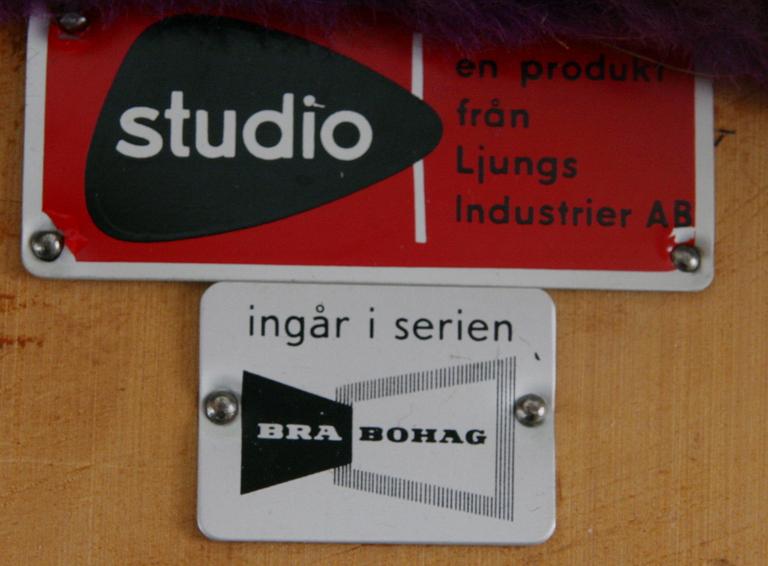 studio
en produkt
från
Ljungs
Industrier AB
ingår i serien
BRA BOHAG